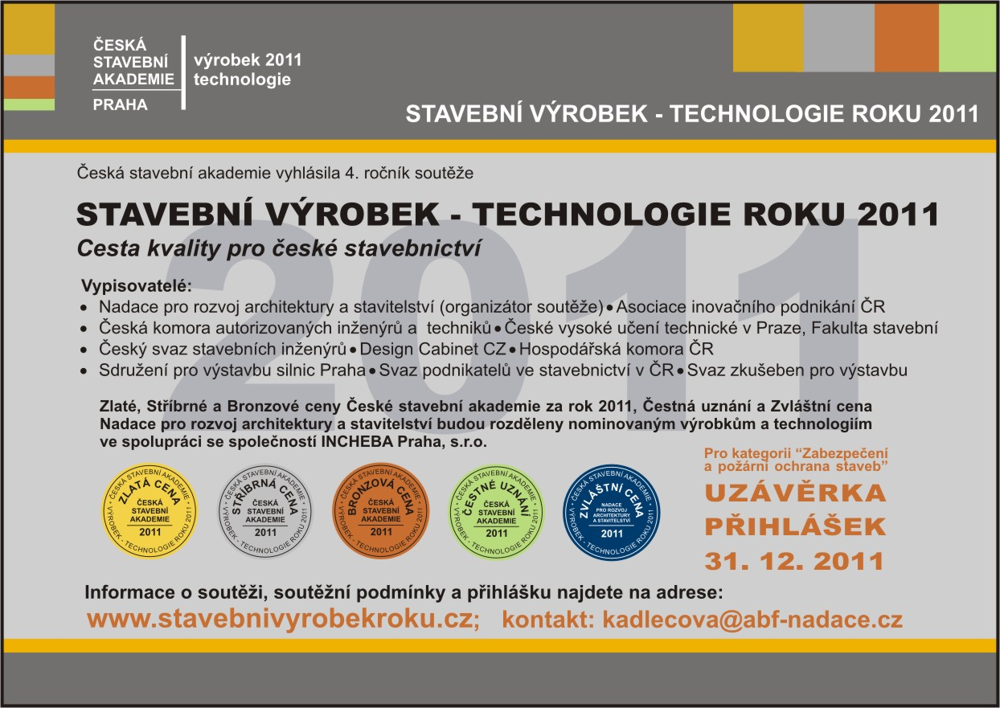 ČESKÁ
STAVEBNÍ
AKADEMIE
PRAHA
výrobek 2011
technologie
STAVEBNÍ VÝROBEK - TECHNOLOGIE ROKU 2011
Česká stavební akademie vyhlásila 4. ročník soutěže
2011
STAVEBNÍ VÝROBEK - TECHNOLOGIE ROKU 2011
Cesta kvality pro české stavebnictví
Vypisovatelé:
• Nadace pro rozvoj architektury a stavitelství (organizátor soutěže) • Asociace inovačního podnikání ČR
• Česká komora autorizovaných inženýrů a techniků • České vysoké učení technické v Praze, Fakulta stavební
• Český svaz stavebních inženýrů • Design Cabinet CZ • Hospodářská komora ČR
• Sdružení pro výstavbu silnic Praha • Svaz podnikatelů ve stavebnictví v ČR • Svaz zkušeben pro výstavbu
Zlaté, Stříbrné a Bronzové ceny České stavební akademie za rok 2011, Čestná uznání a Zvláštní cena
Nadace pro rozvoj architektury a stavitelství budou rozděleny nominovaným výrobkům a technologiím
ve spolupráci se společností INCHEBA Praha, s.r.o.
• ČESKÁ STAVEBNÍ AKADEMIE •
ZLATÁ CENA
ČESKÁ
STAVEBNÍ
AKADEMIE
2011
VÝROBEK - TECHNOLOGIE ROKU 2011
• ČESKÁ STAVEBNÍ AKADEMIE •
STŘÍBRNÁ CENA
ČESKÁ
STAVEBNÍ
AKADEMIE
2011
VÝROBEK - TECHNOLOGIE ROKU 2011
• ČESKÁ STAVEBNÍ AKADEMIE •
BRONZOVÁ CENA
ČESKÁ
STAVEBNÍ
AKADEMIE
2011
VÝROBEK - TECHNOLOGIE ROKU 2011
• ČESKÁ STAVEBNÍ AKADEMIE •
ČESTNÉ UZNÁNÍ
ČESKÁ
STAVEBNÍ
AKADEMIE
2011
VÝROBEK - TECHNOLOGIE ROKU 2011
• ČESKÁ STAVEBNÍ AKADEMIE •
ZVLÁŠTNÍ CENA
NADACE
PRO ROZVOJ
ARCHITEKTURY
A STAVITELSTVÍ
2011
VÝROBEK - TECHNOLOGIE ROKU 2011
Pro kategorii “Zabezpečení
a požární ochrana staveb”
UZÁVĚRKA
PŘIHLÁŠEK
31. 12. 2011
Informace o soutěži, soutěžní podmínky a přihlášku najdete na adrese:
www.stavebnivyrobekroku.cz; kontakt: kadlecova@abf-nadace.cz